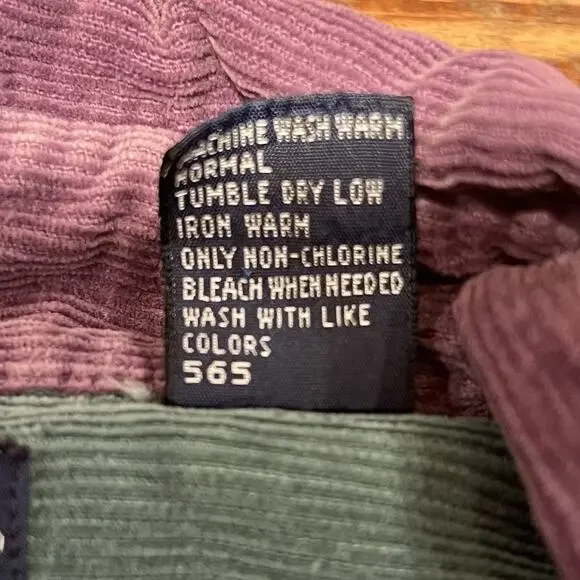 MACHINE WASH WARM
NORMAL
TUMBLE DRY LOW
IRON WARM
ONLY NON-CHLORINE
BLEACH WHEN NEEDED
WASH WITH LIKE
COLORS
565